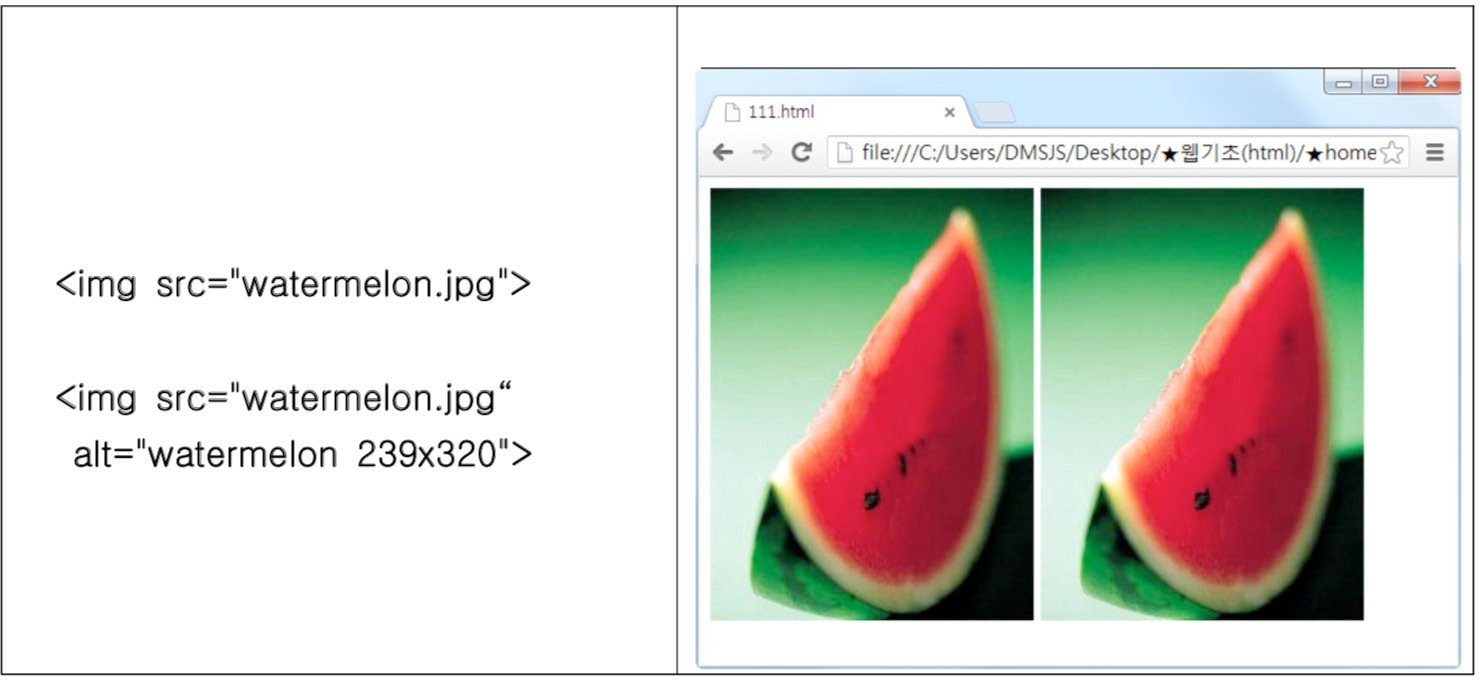 <img src="watermelon.jpg">
<img src="watermelon.jpg“
alt="watermelon 239x320">
111.html
file:///C:/Users/DMSJS/Desktop/★웹기초(html)/★home